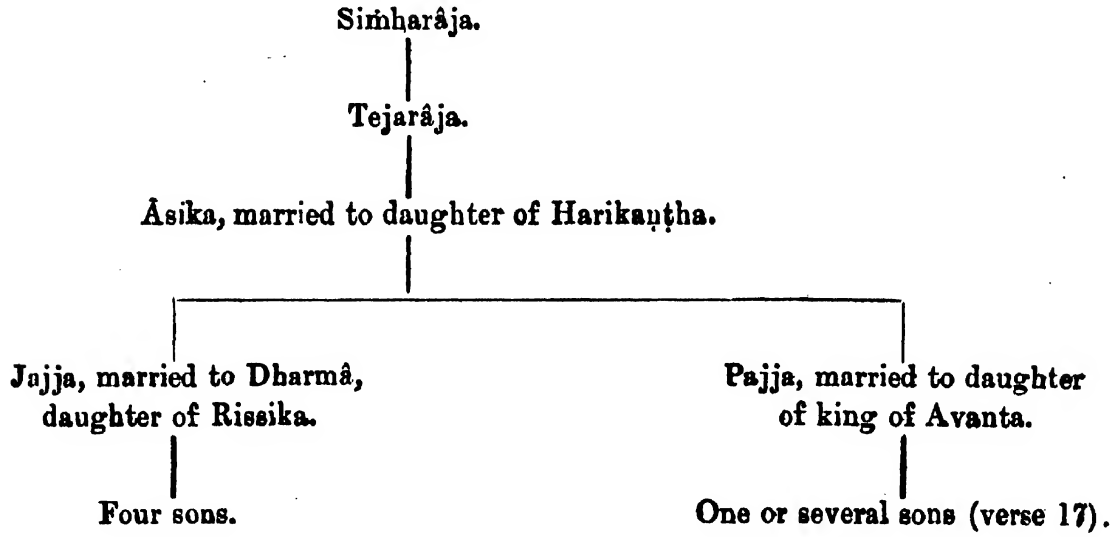 Siṁharâja.
Tejarâja.
Âsika, married to daughter of Harikaṇṭha.
Jajja, married to Dharmâ,
daughter of Rissika.
Four sons.
Pajja, married to daughter
of king of Avanta.
One or several sons (verse 17).